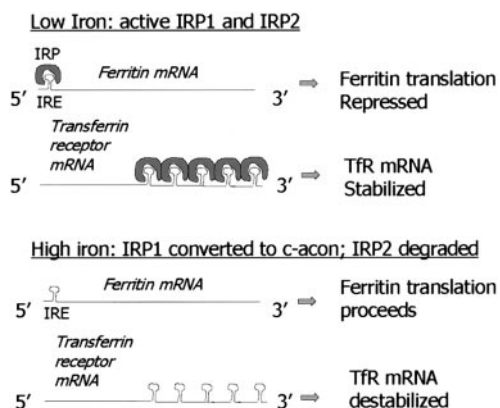 Low Iron: active IRP1 and IRP2
IRP
Ferritin mRNA
5′ IRE 3′
Ferritin translation
Repressed
Transferrin
receptor
mRNA
5′ 3′
TfR mRNA
Stabilized
High iron: IRP1 converted to c-acon; IRP2 degraded
Ferritin mRNA
5′ IRE 3′
Ferritin translation
proceeds
Transferrin
receptor
mRNA
5′ 3′
TfR mRNA
destabilized